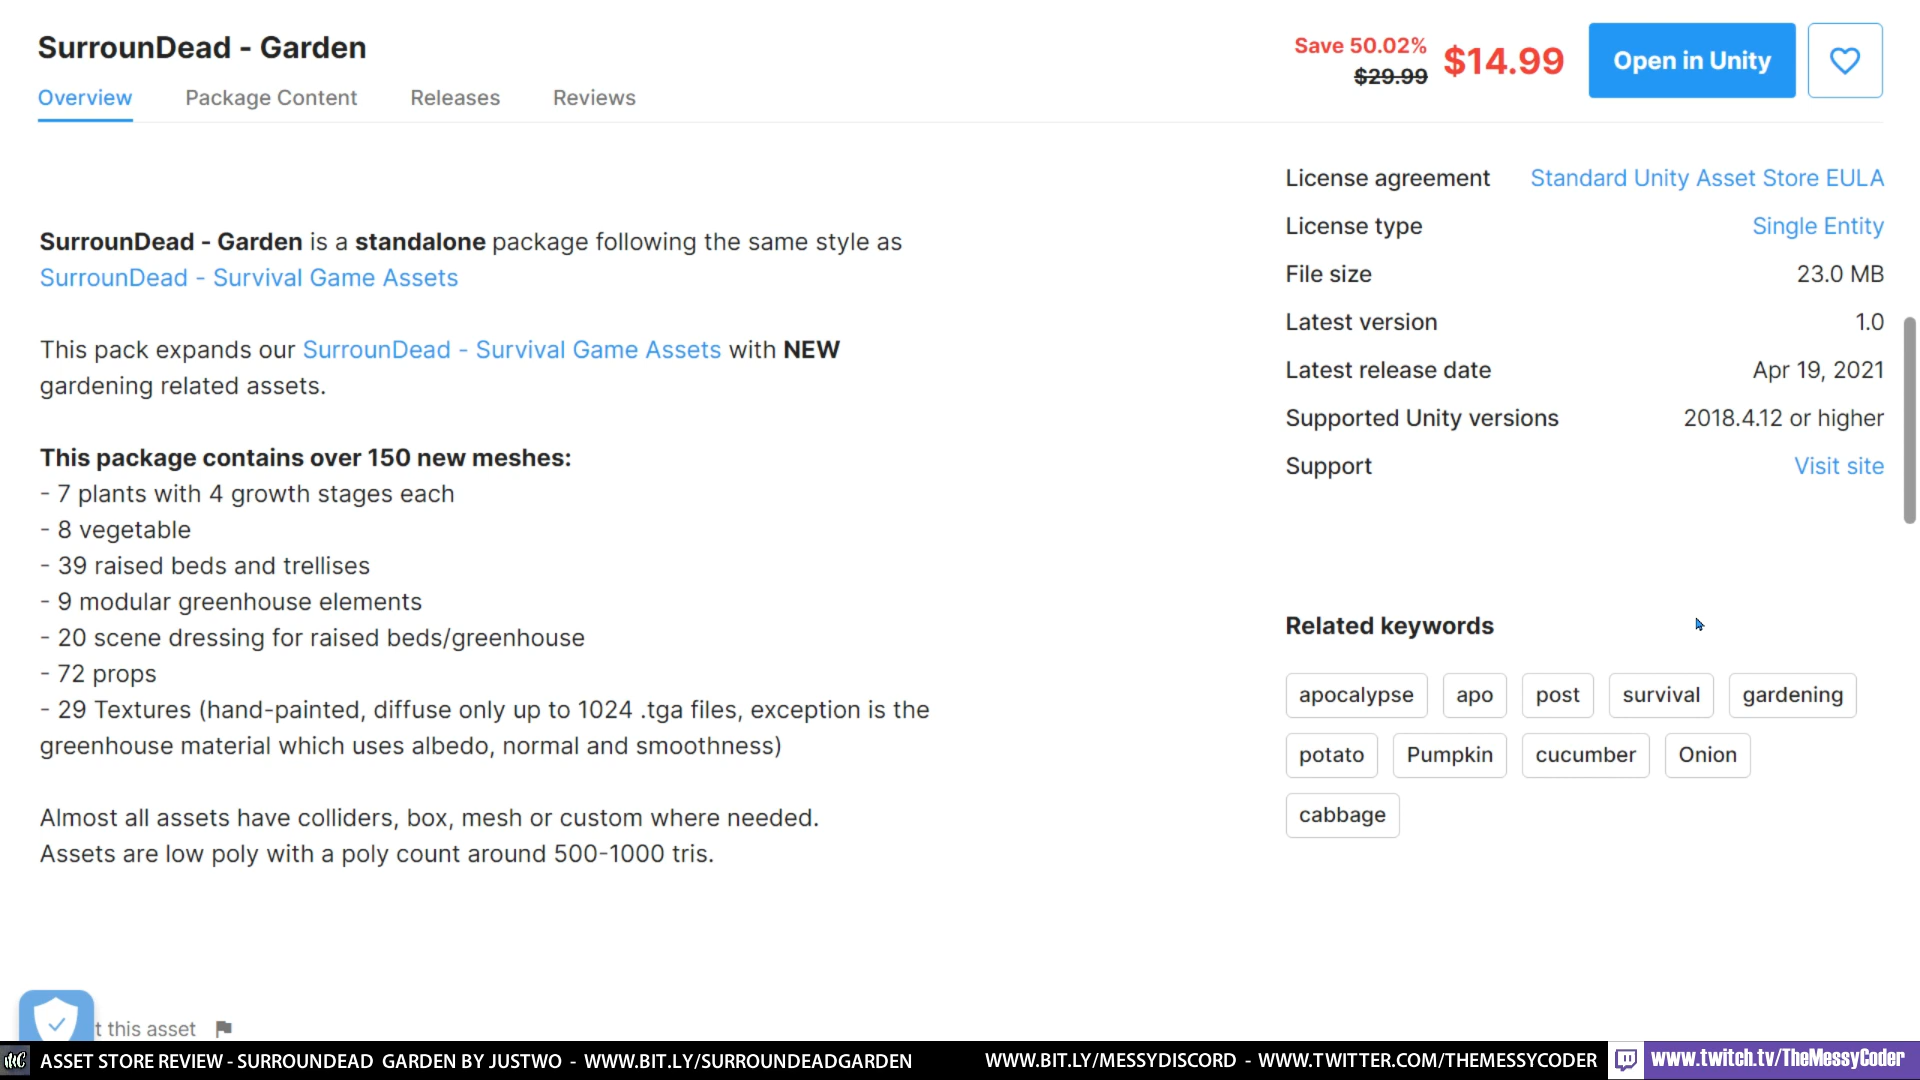 SurrounDead - Garden
Save 50.02%
$29.99
$14.99
Open in Unity
Overview
Package Content
Releases
Reviews
SurrounDead - Garden is a standalone package following the same style as
SurrounDead - Survival Game Assets
This pack expands our SurrounDead - Survival Game Assets with NEW
gardening related assets.
This package contains over 150 new meshes:
- 7 plants with 4 growth stages each
- 8 vegetable
- 39 raised beds and trellises
- 9 modular greenhouse elements
- 20 scene dressing for raised beds/greenhouse
- 72 props
- 29 Textures (hand-painted, diffuse only up to 1024 .tga files, exception is the
greenhouse material which uses albedo, normal and smoothness)
Almost all assets have colliders, box, mesh or custom where needed.
Assets are low poly with a poly count around 500-1000 tris.
License agreement Standard Unity Asset Store EULA
License type Single Entity
File size 23.0 MB
Latest version 1.0
Latest release date Apr 19, 2021
Supported Unity versions 2018.4.12 or higher
Support Visit site
Related keywords
apocalypse apo post survival gardening
potato Pumpkin cucumber Onion
cabbage
t this asset
MC ASSET STORE REVIEW - SURROUNDEAD GARDEN BY JUSTWO - WWW.BIT.LY/SURROUNDEADGARDEN WWW.BIT.LY/MESSYDISCORD - WWW.TWITTER.COM/THEMESSYCODER www.twitch.tv/TheMessyCoder